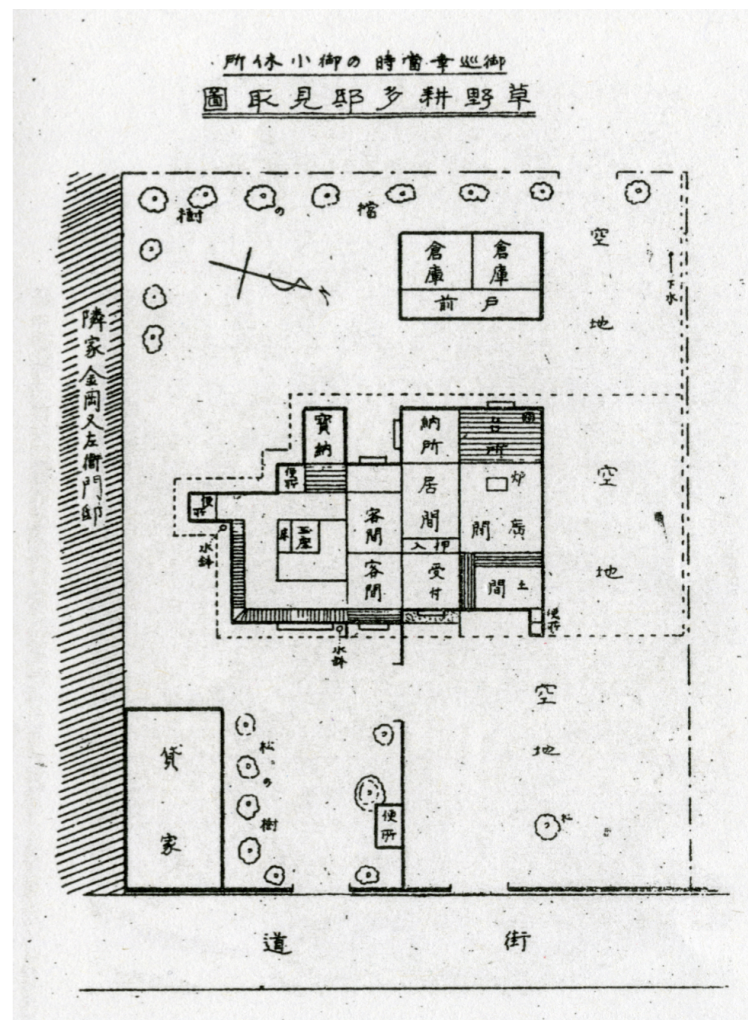 御巡幸當時の御小休所
草野耕多邸見取圖
檜の樹
倉庫
倉庫
戸前
空地
下水
隣家金岡又左衛門邸
寳納
納所
台所
空地
便所
便所
居間
炉
廣間
客間
玉座
床
押入
水鉢
客間
受付
土間
便所
水鉢
空地
貸家
松の樹
便所
松
街道